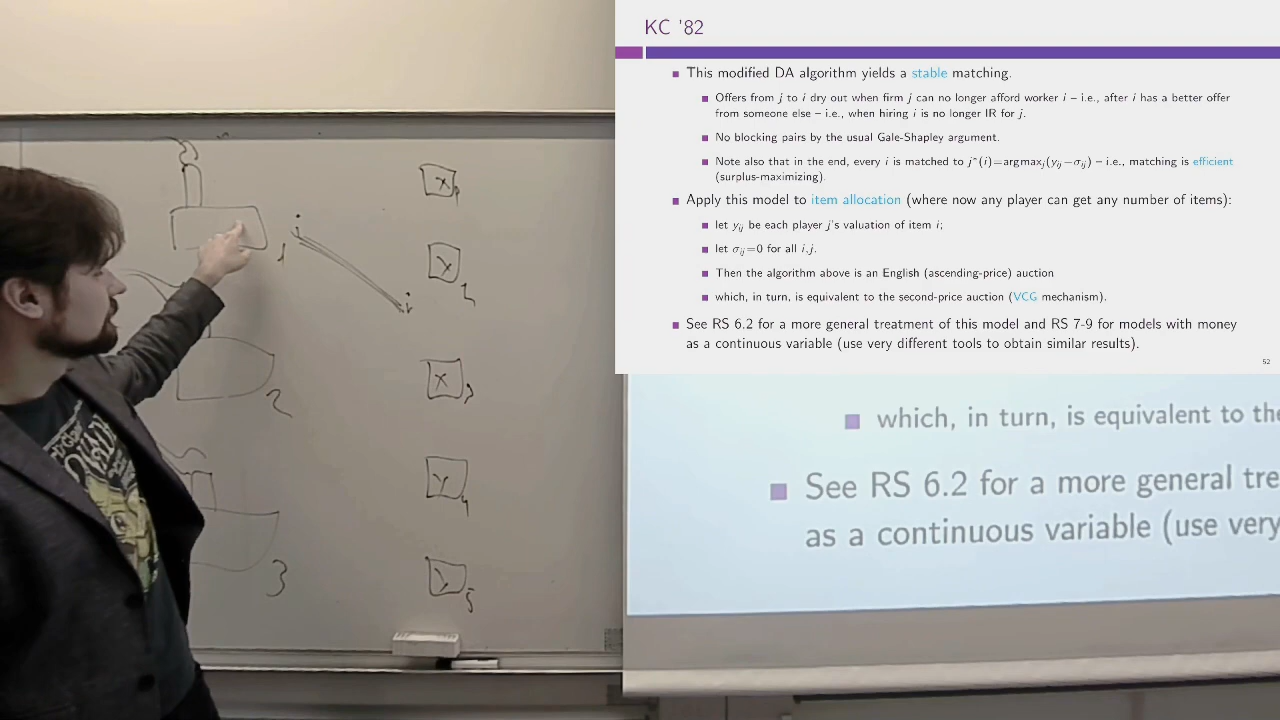 KC '82
This modified DA algorithm yields a stable matching.
Offers from j to i dry out when firm j can no longer afford worker i – i.e., after i has a better offer
from someone else – i.e., when hiring i is no longer IR for j.
No blocking pairs by the usual Gale-Shapley argument.
Note also that in the end, every i is matched to j*(i)=argmaxⱼ(yᵢⱼ−σᵢⱼ) – i.e., matching is efficient
(surplus-maximizing).
Apply this model to item allocation (where now any player can get any number of items):
let yᵢⱼ be each player j's valuation of item i;
let σᵢⱼ=0 for all i,j.
Then the algorithm above is an English (ascending-price) auction
which, in turn, is equivalent to the second-price auction (VCG mechanism).
See RS 6.2 for a more general treatment of this model and RS 7-9 for models with money
as a continuous variable (use very different tools to obtain similar results).
52
which, in turn, is equivalent to the
See RS 6.2 for a more general tre
as a continuous variable (use very
i
1
i
2
3
x
2
x
4
5